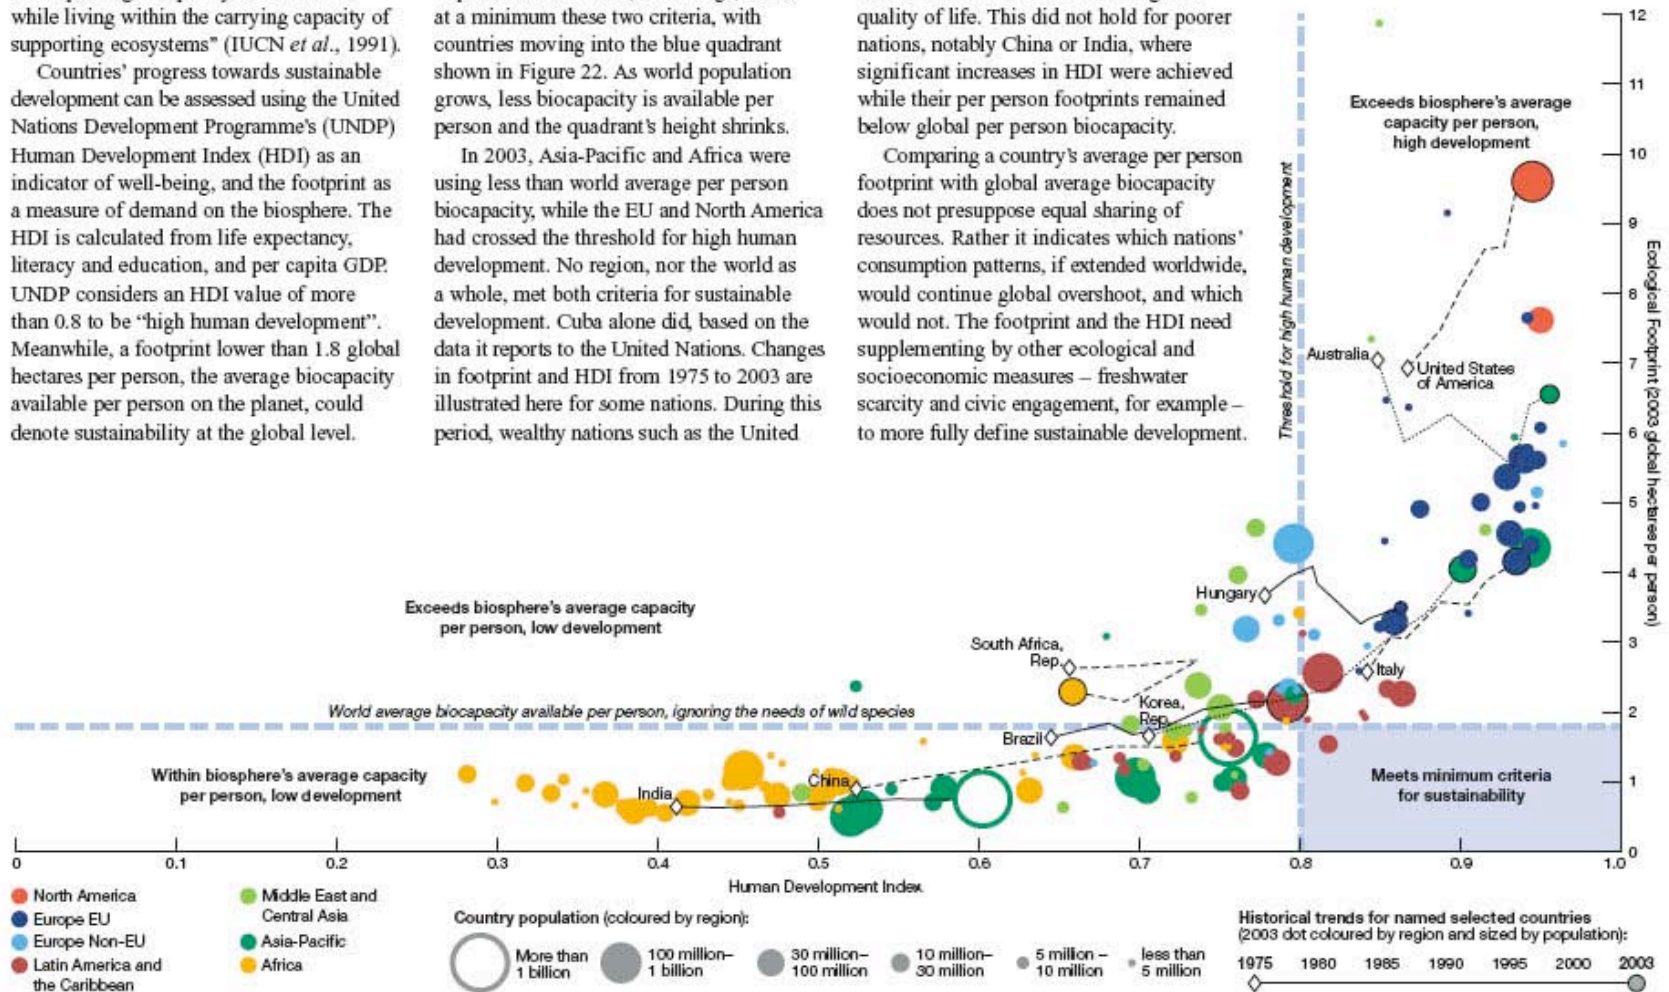 while living within the carrying capacity of
supporting ecosystems" (IUCN et al., 1991).
Countries' progress towards sustainable
development can be assessed using the United
Nations Development Programme's (UNDP)
Human Development Index (HDI) as an
indicator of well-being, and the footprint as
a measure of demand on the biosphere. The
HDI is calculated from life expectancy,
literacy and education, and per capita GDP.
UNDP considers an HDI value of more
than 0.8 to be "high human development".
Meanwhile, a footprint lower than 1.8 global
hectares per person, the average biocapacity
available per person on the planet, could
denote sustainability at the global level.
at a minimum these two criteria, with
countries moving into the blue quadrant
shown in Figure 22. As world population
grows, less biocapacity is available per
person and the quadrant's height shrinks.
In 2003, Asia-Pacific and Africa were
using less than world average per person
biocapacity, while the EU and North America
had crossed the threshold for high human
development. No region, nor the world as
a whole, met both criteria for sustainable
development. Cuba alone did, based on the
data it reports to the United Nations. Changes
in footprint and HDI from 1975 to 2003 are
illustrated here for some nations. During this
period, wealthy nations such as the United
quality of life. This did not hold for poorer
nations, notably China or India, where
significant increases in HDI were achieved
while their per person footprints remained
below global per person biocapacity.
Comparing a country's average per person
footprint with global average biocapacity
does not presuppose equal sharing of
resources. Rather it indicates which nations'
consumption patterns, if extended worldwide,
would continue global overshoot, and which
would not. The footprint and the HDI need
supplementing by other ecological and
socioeconomic measures – freshwater
scarcity and civic engagement, for example –
to more fully define sustainable development.
Exceeds biosphere's average
capacity per person,
high development
Threshold for high human development
Australia
United States
of America
Hungary
South Africa,
Rep.
Italy
Korea,
Rep.
Brazil
China
India
Exceeds biosphere's average capacity
per person, low development
World average biocapacity available per person, ignoring the needs of wild species
Within biosphere's average capacity
per person, low development
Meets minimum criteria
for sustainability
12
11
10
9
8
7
6
5
4
3
2
1
0
Ecological Footprint (2003 global hectares per person)
0 0.1 0.2 0.3 0.4 0.5 0.6 0.7 0.8 0.9 1.0
Human Development Index
North America
Europe EU
Europe Non-EU
Latin America and
the Caribbean
Middle East and
Central Asia
Asia-Pacific
Africa
Country population (coloured by region):
More than
1 billion
100 million–
1 billion
30 million–
100 million
10 million–
30 million
5 million –
10 million
less than
5 million
Historical trends for named selected countries
(2003 dot coloured by region and sized by population):
1975 1980 1985 1990 1995 2000 2003